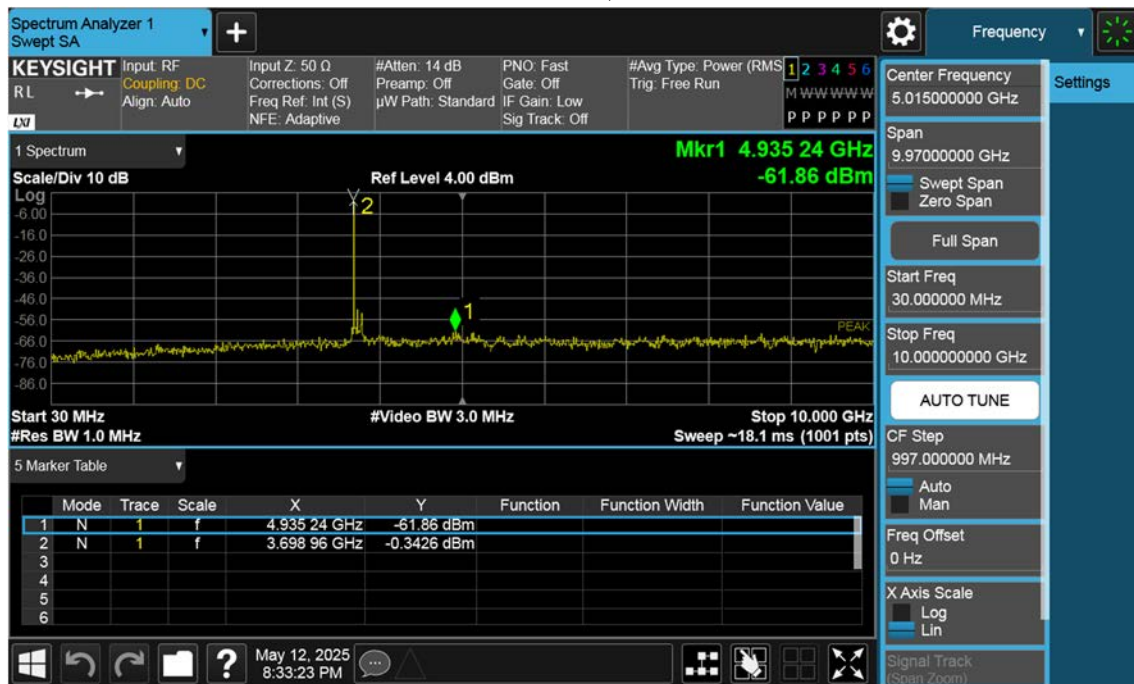 Spectrum Analyzer 1
Swept SA
+
Frequency
KEYSIGHT
RL
LXI
Input: RF
Coupling: DC
Align: Auto
Input Z: 50 Ω
Corrections: Off
Freq Ref: Int (S)
NFE: Adaptive
#Atten: 14 dB
Preamp: Off
µW Path: Standard
PNO: Fast
Gate: Off
IF Gain: Low
Sig Track: Off
#Avg Type: Power (RMS
Trig: Free Run
1 2 3 4 5 6
M W W W W W
P P P P P P
1 Spectrum
Mkr1 4.935 24 GHz
-61.86 dBm
Scale/Div 10 dB
Ref Level 4.00 dBm
Log
-6.00
-16.0
-26.0
-36.0
-46.0
-56.0
-66.0
-76.0
-86.0
2
1
PEAK
Start 30 MHz
#Video BW 3.0 MHz
Stop 10.000 GHz
#Res BW 1.0 MHz
Sweep ~18.1 ms (1001 pts)
5 Marker Table
Mode Trace Scale X Y Function Function Width Function Value
1 N 1 f 4.935 24 GHz -61.86 dBm
2 N 1 f 3.698 96 GHz -0.3426 dBm
3
4
5
6
?
May 12, 2025
8:33:23 PM
Center Frequency
5.015000000 GHz
Span
9.97000000 GHz
Swept Span
Zero Span
Full Span
Start Freq
30.000000 MHz
Stop Freq
10.000000000 GHz
AUTO TUNE
CF Step
997.000000 MHz
Auto
Man
Freq Offset
0 Hz
X Axis Scale
Log
Lin
Signal Track
(Span Zoom)
Settings